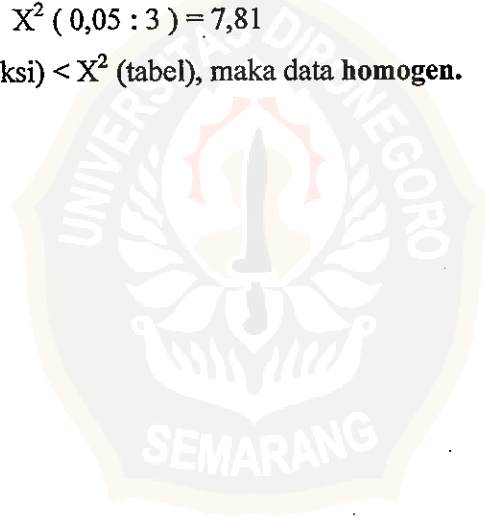 X² ( 0,05 : 3 ) = 7,81
ksi) < X² (tabel), maka data homogen.
UNIVERSITAS DIPONEGORO
SEMARANG